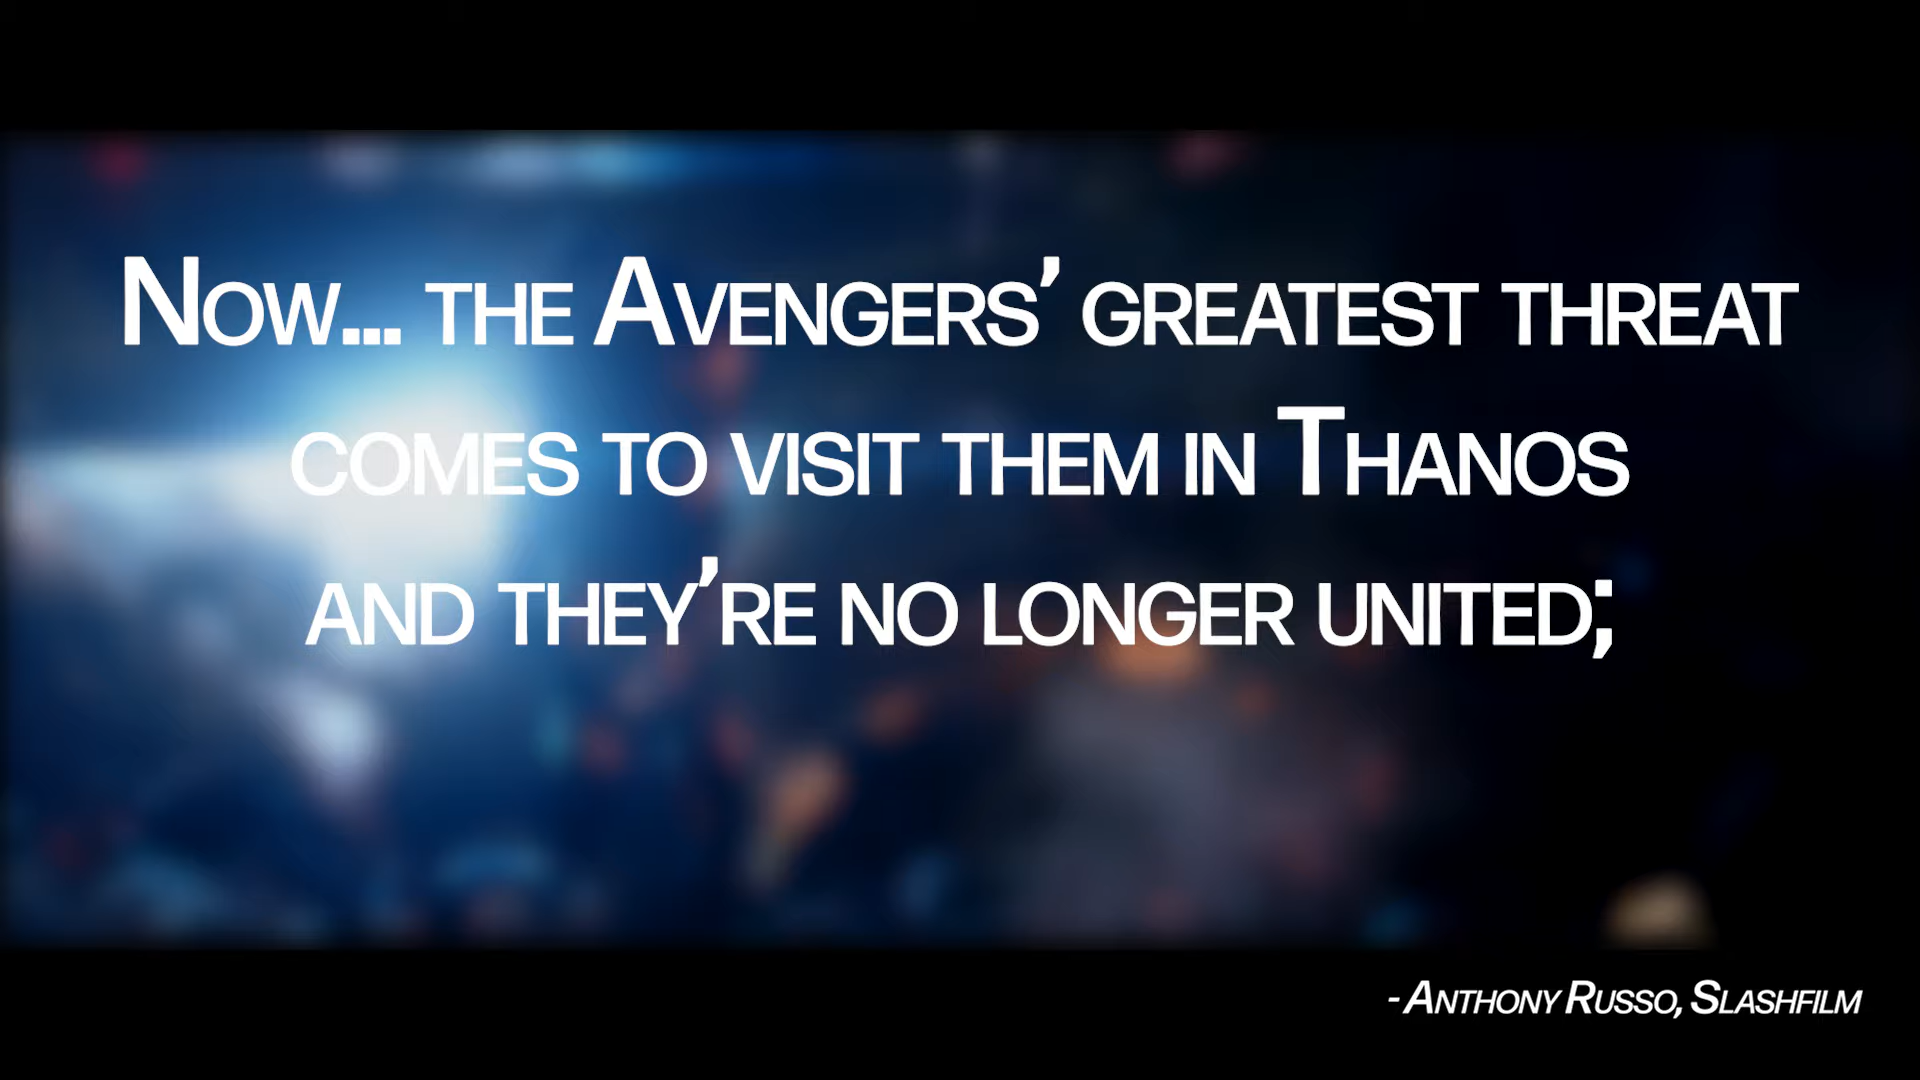 Now... the Avengers’ greatest threat
comes to visit them in Thanos
and they’re no longer united;
- Anthony Russo, Slashfilm